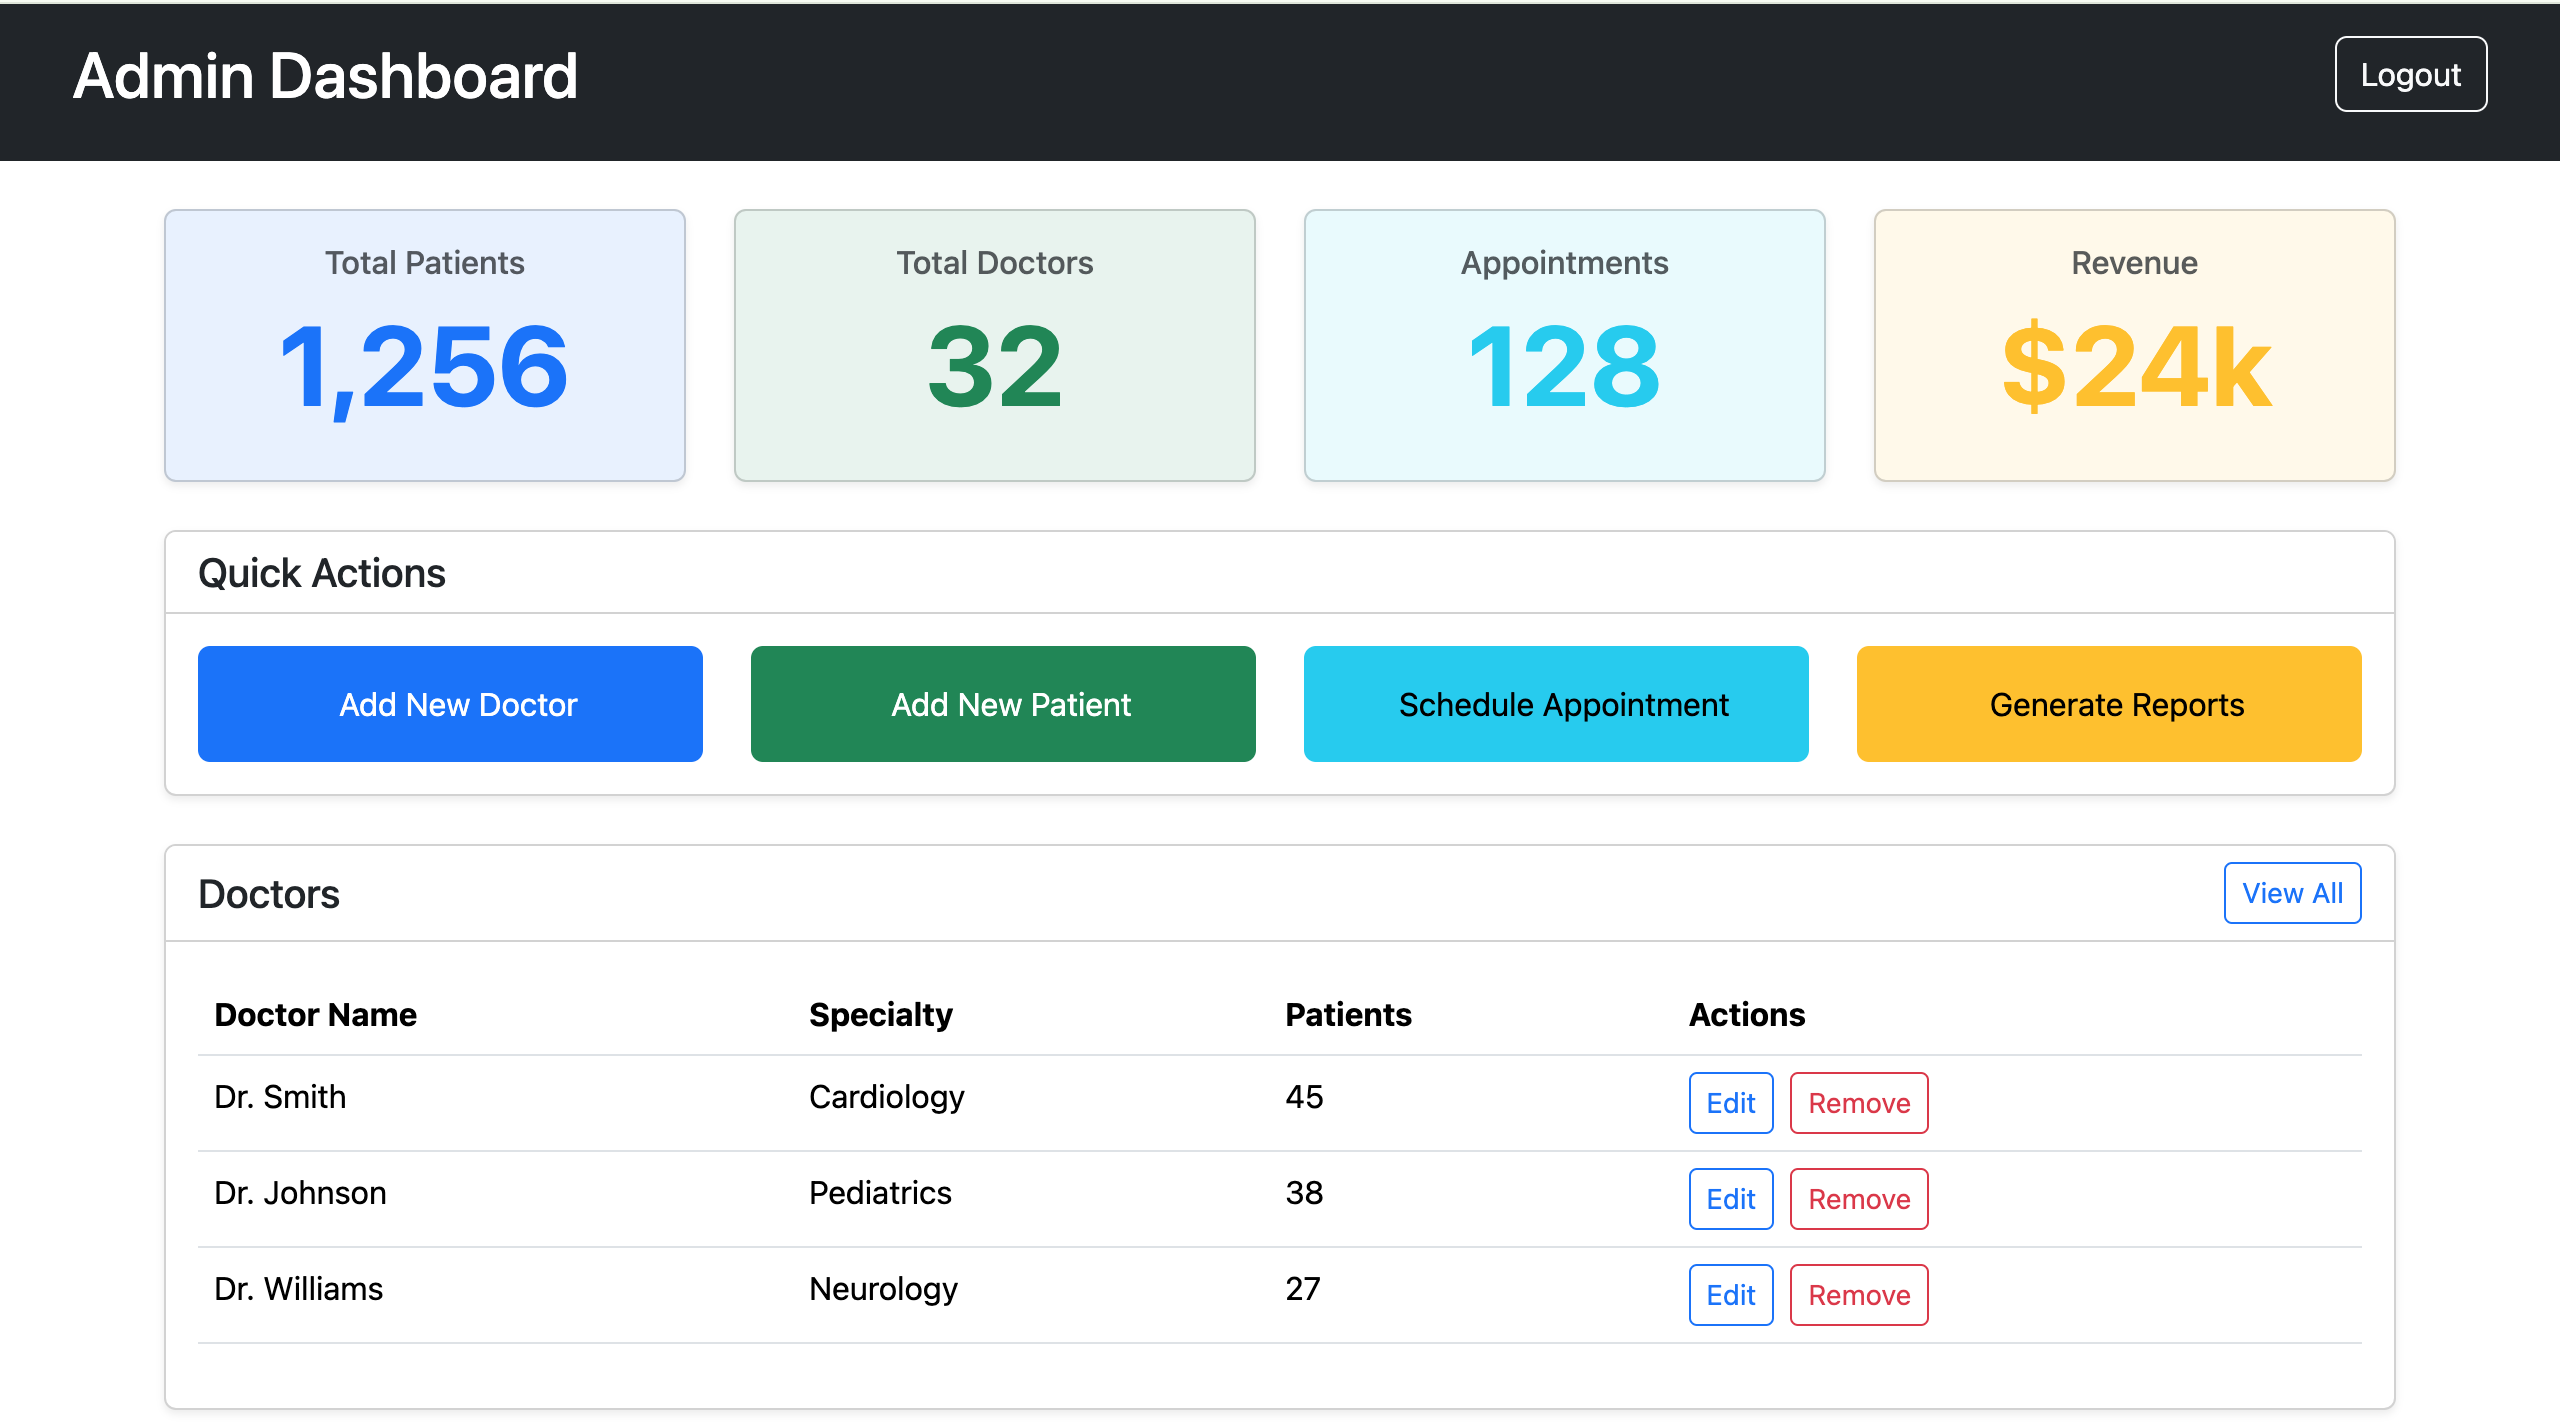 Admin Dashboard
Logout
Total Patients
1,256
Total Doctors
32
Appointments
128
Revenue
$24k
Quick Actions
Add New Doctor
Add New Patient
Schedule Appointment
Generate Reports
Doctors
View All
Doctor Name Specialty Patients Actions
Dr. Smith Cardiology 45 Edit Remove
Dr. Johnson Pediatrics 38 Edit Remove
Dr. Williams Neurology 27 Edit Remove